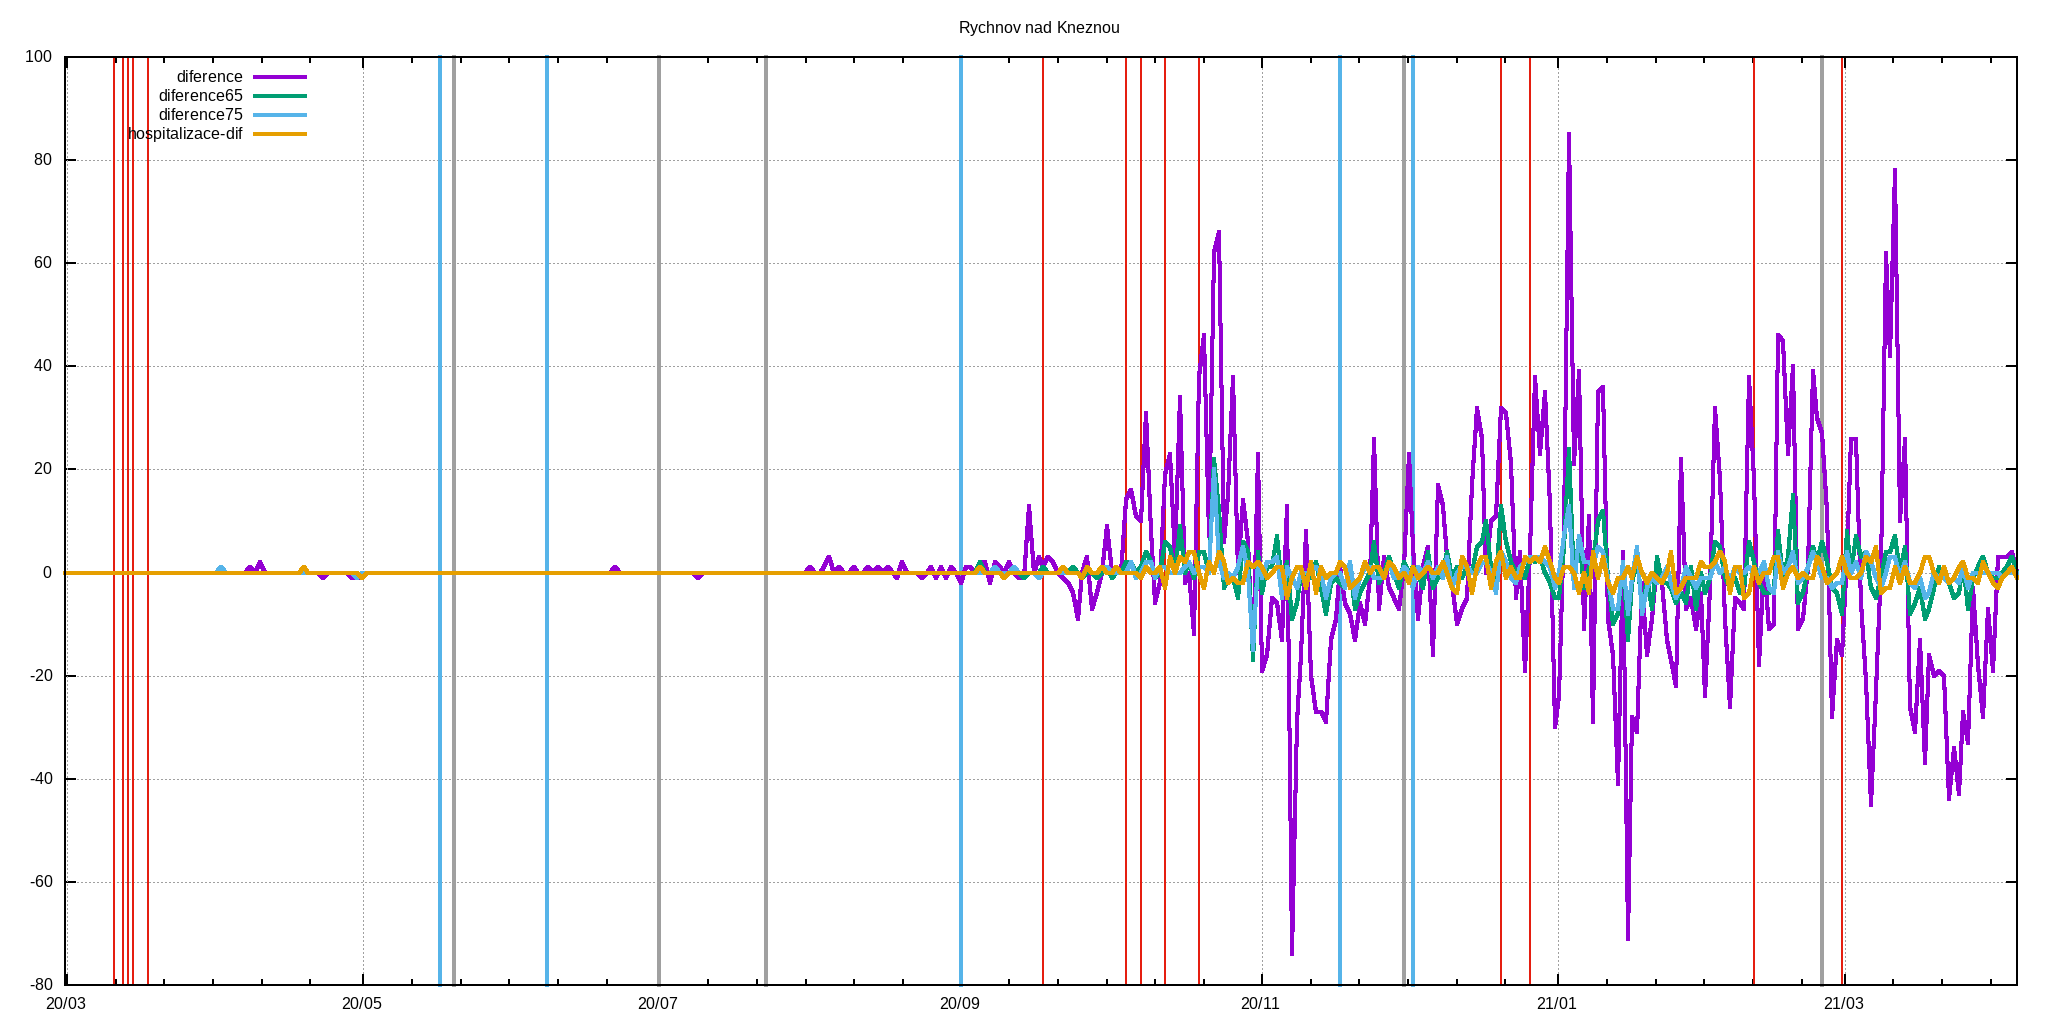 Rychnov nad Kneznou
diference
diference65
diference75
hospitalizace-dif
100
80
60
40
20
0
-20
-40
-60
-80
20/03 20/05 20/07 20/09 20/11 21/01 21/03